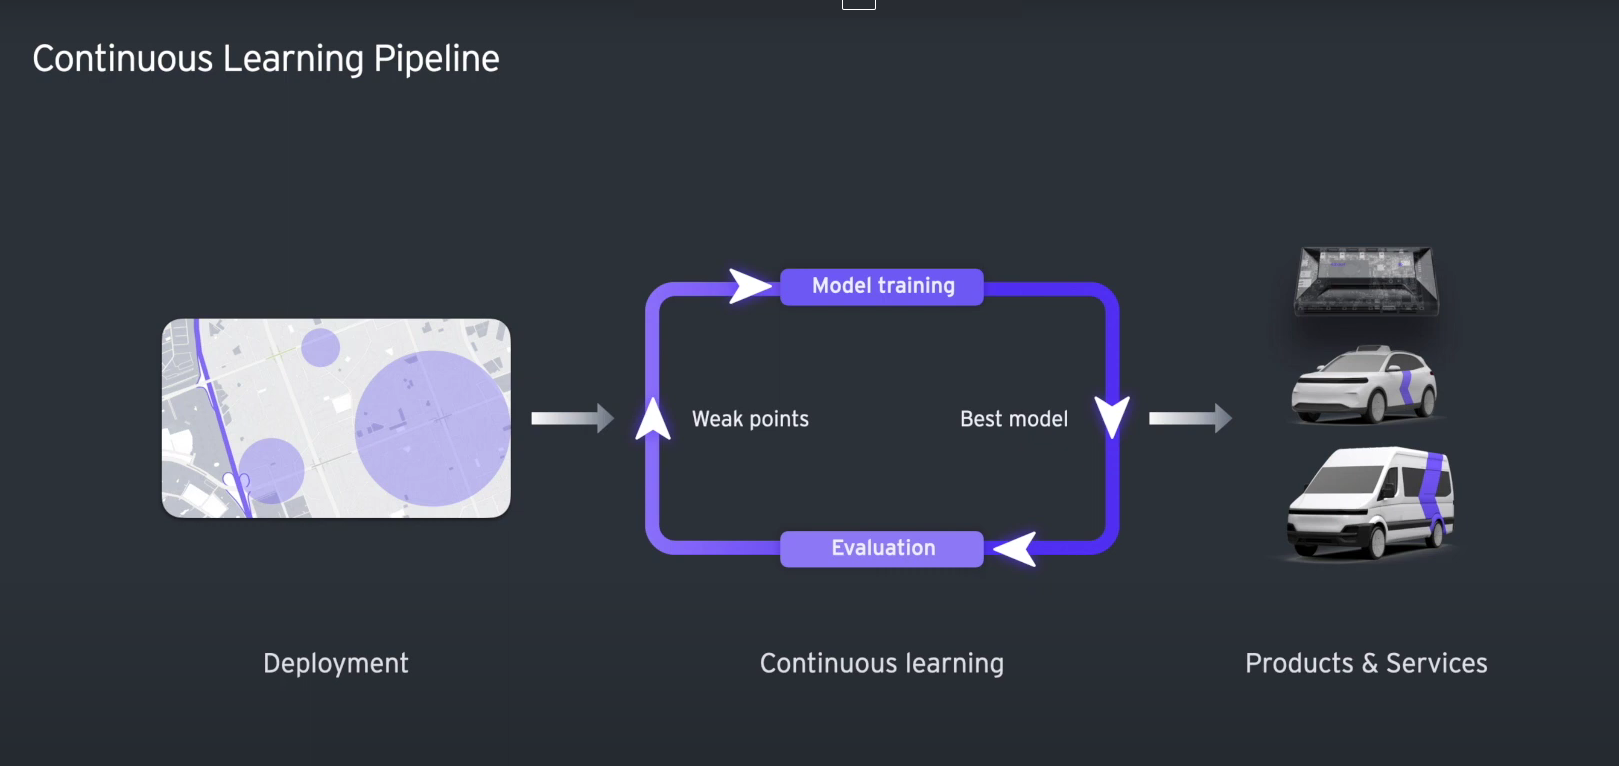 Continuous Learning Pipeline
Model training
Weak points
Best model
Evaluation
Deployment
Continuous learning
Products & Services